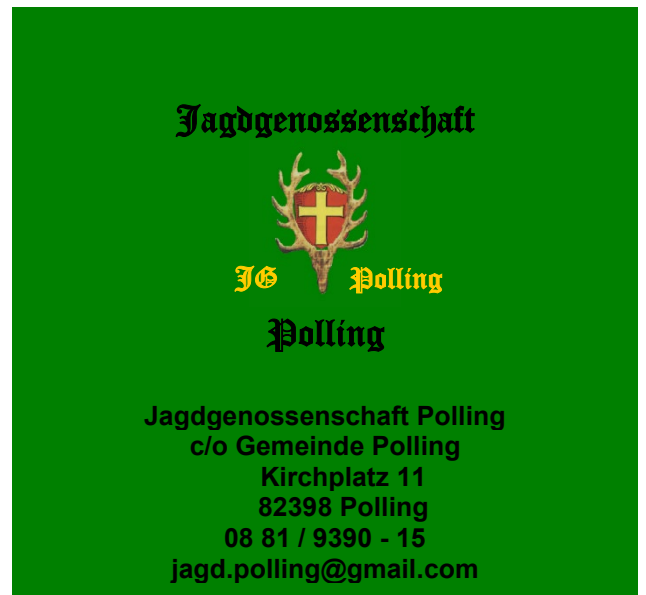 Jagdgenossenschaft
JG Polling
Polling
Jagdgenossenschaft Polling
c/o Gemeinde Polling
Kirchplatz 11
82398 Polling
08 81 / 9390 - 15
jagd.polling@gmail.com